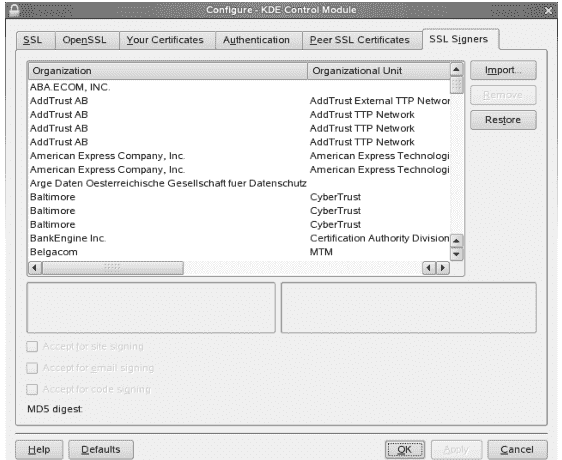 Configure - KDE Control Module
SSL OpenSSL Your Certificates Authentication Peer SSL Certificates SSL Signers
Organization Organizational Unit
Import...
ABA.ECOM, INC.
Remove
AddTrust AB AddTrust External TTP Networ
AddTrust AB AddTrust TTP Network
Restore
AddTrust AB AddTrust TTP Network
AddTrust AB AddTrust TTP Network
American Express Company, Inc. American Express Technologi
American Express Company, Inc. American Express Technologi
Arge Daten Oesterreichische Gesellschaft fuer Datenschutz
Baltimore CyberTrust
Baltimore CyberTrust
Baltimore CyberTrust
BankEngine Inc. Certification Authority Division
Belgacom MTM
Accept for site signing
Accept for email signing
Accept for code signing
MD5 digest:
Help Defaults OK Apply Cancel